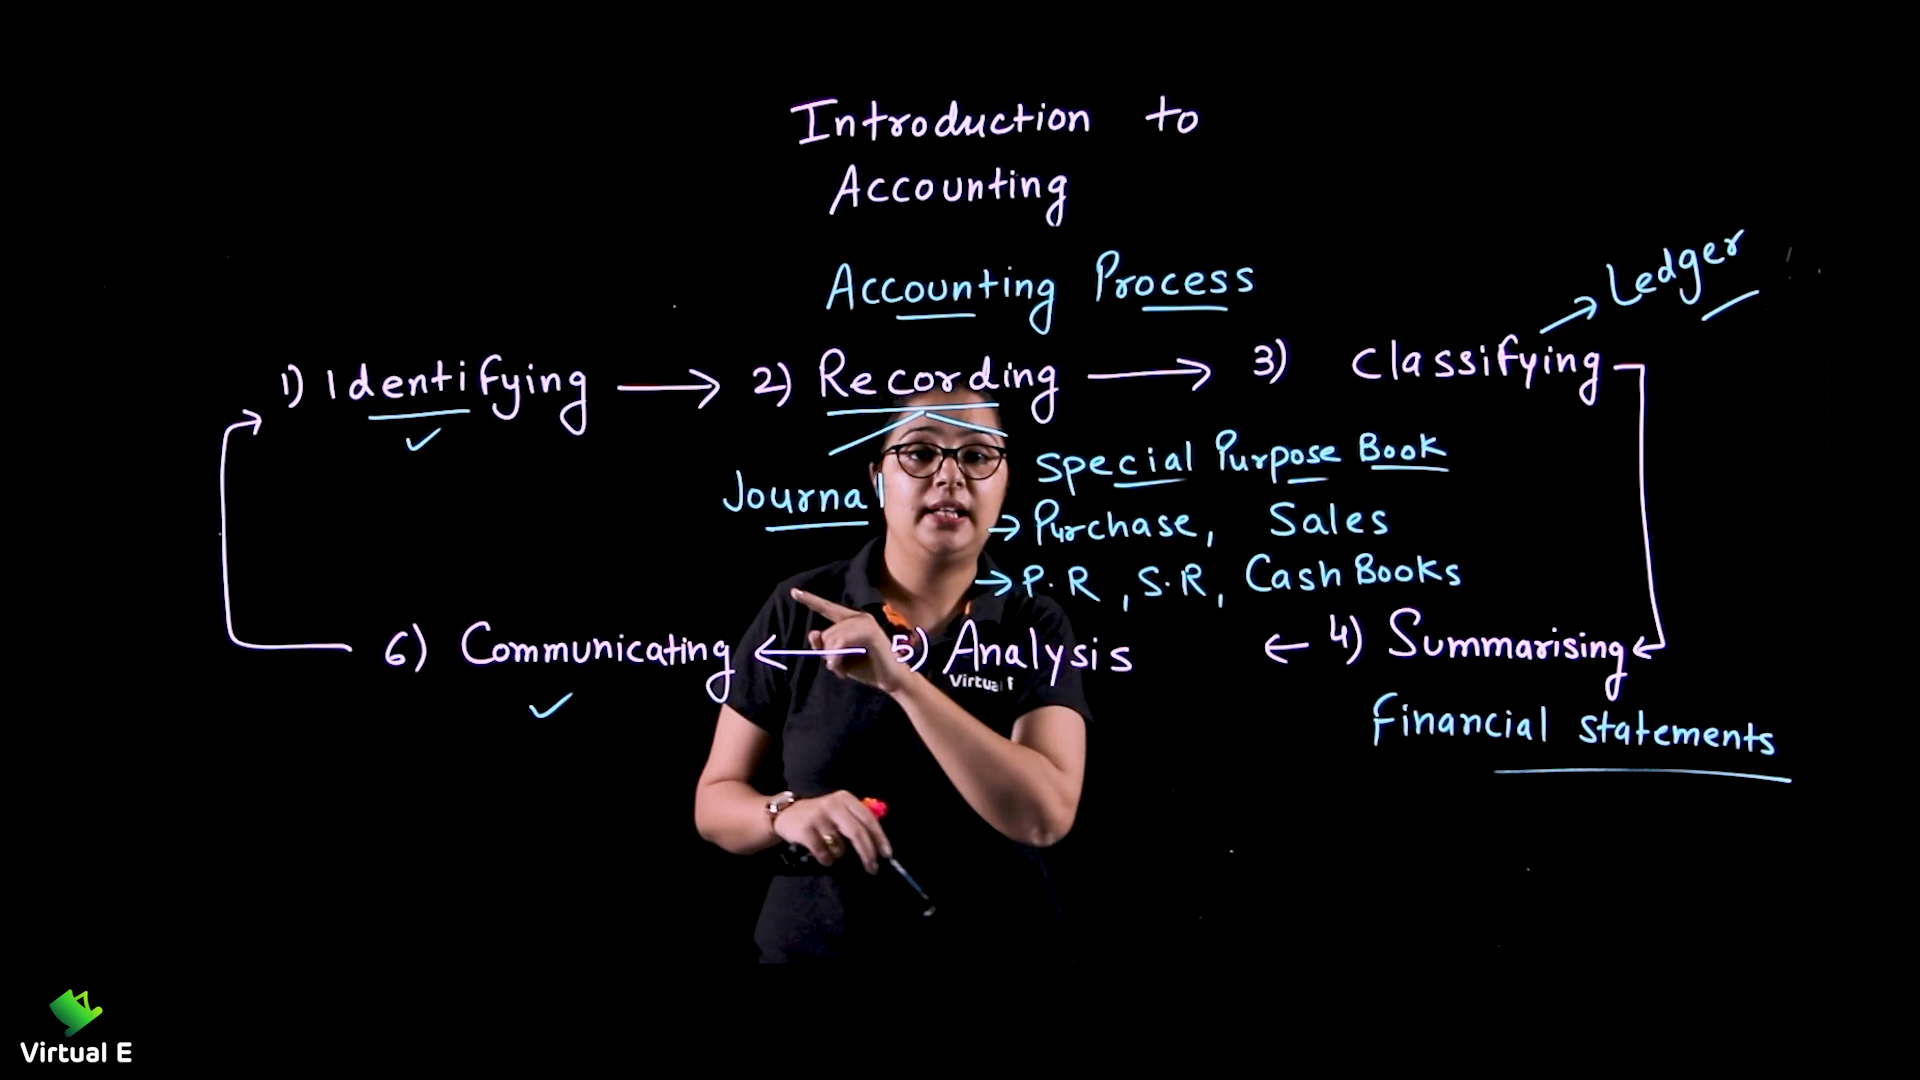 Introduction to
Accounting
Accounting Process
Ledger
1) Identifying → 2) Recording → 3) Classifying
Journal
Special Purpose Book
→ Purchase, Sales
→ P.R, S.R, Cash Books
6) Communicating ← 5) Analysis ← 4) Summarising
Virtual E
Financial statements
Virtual E